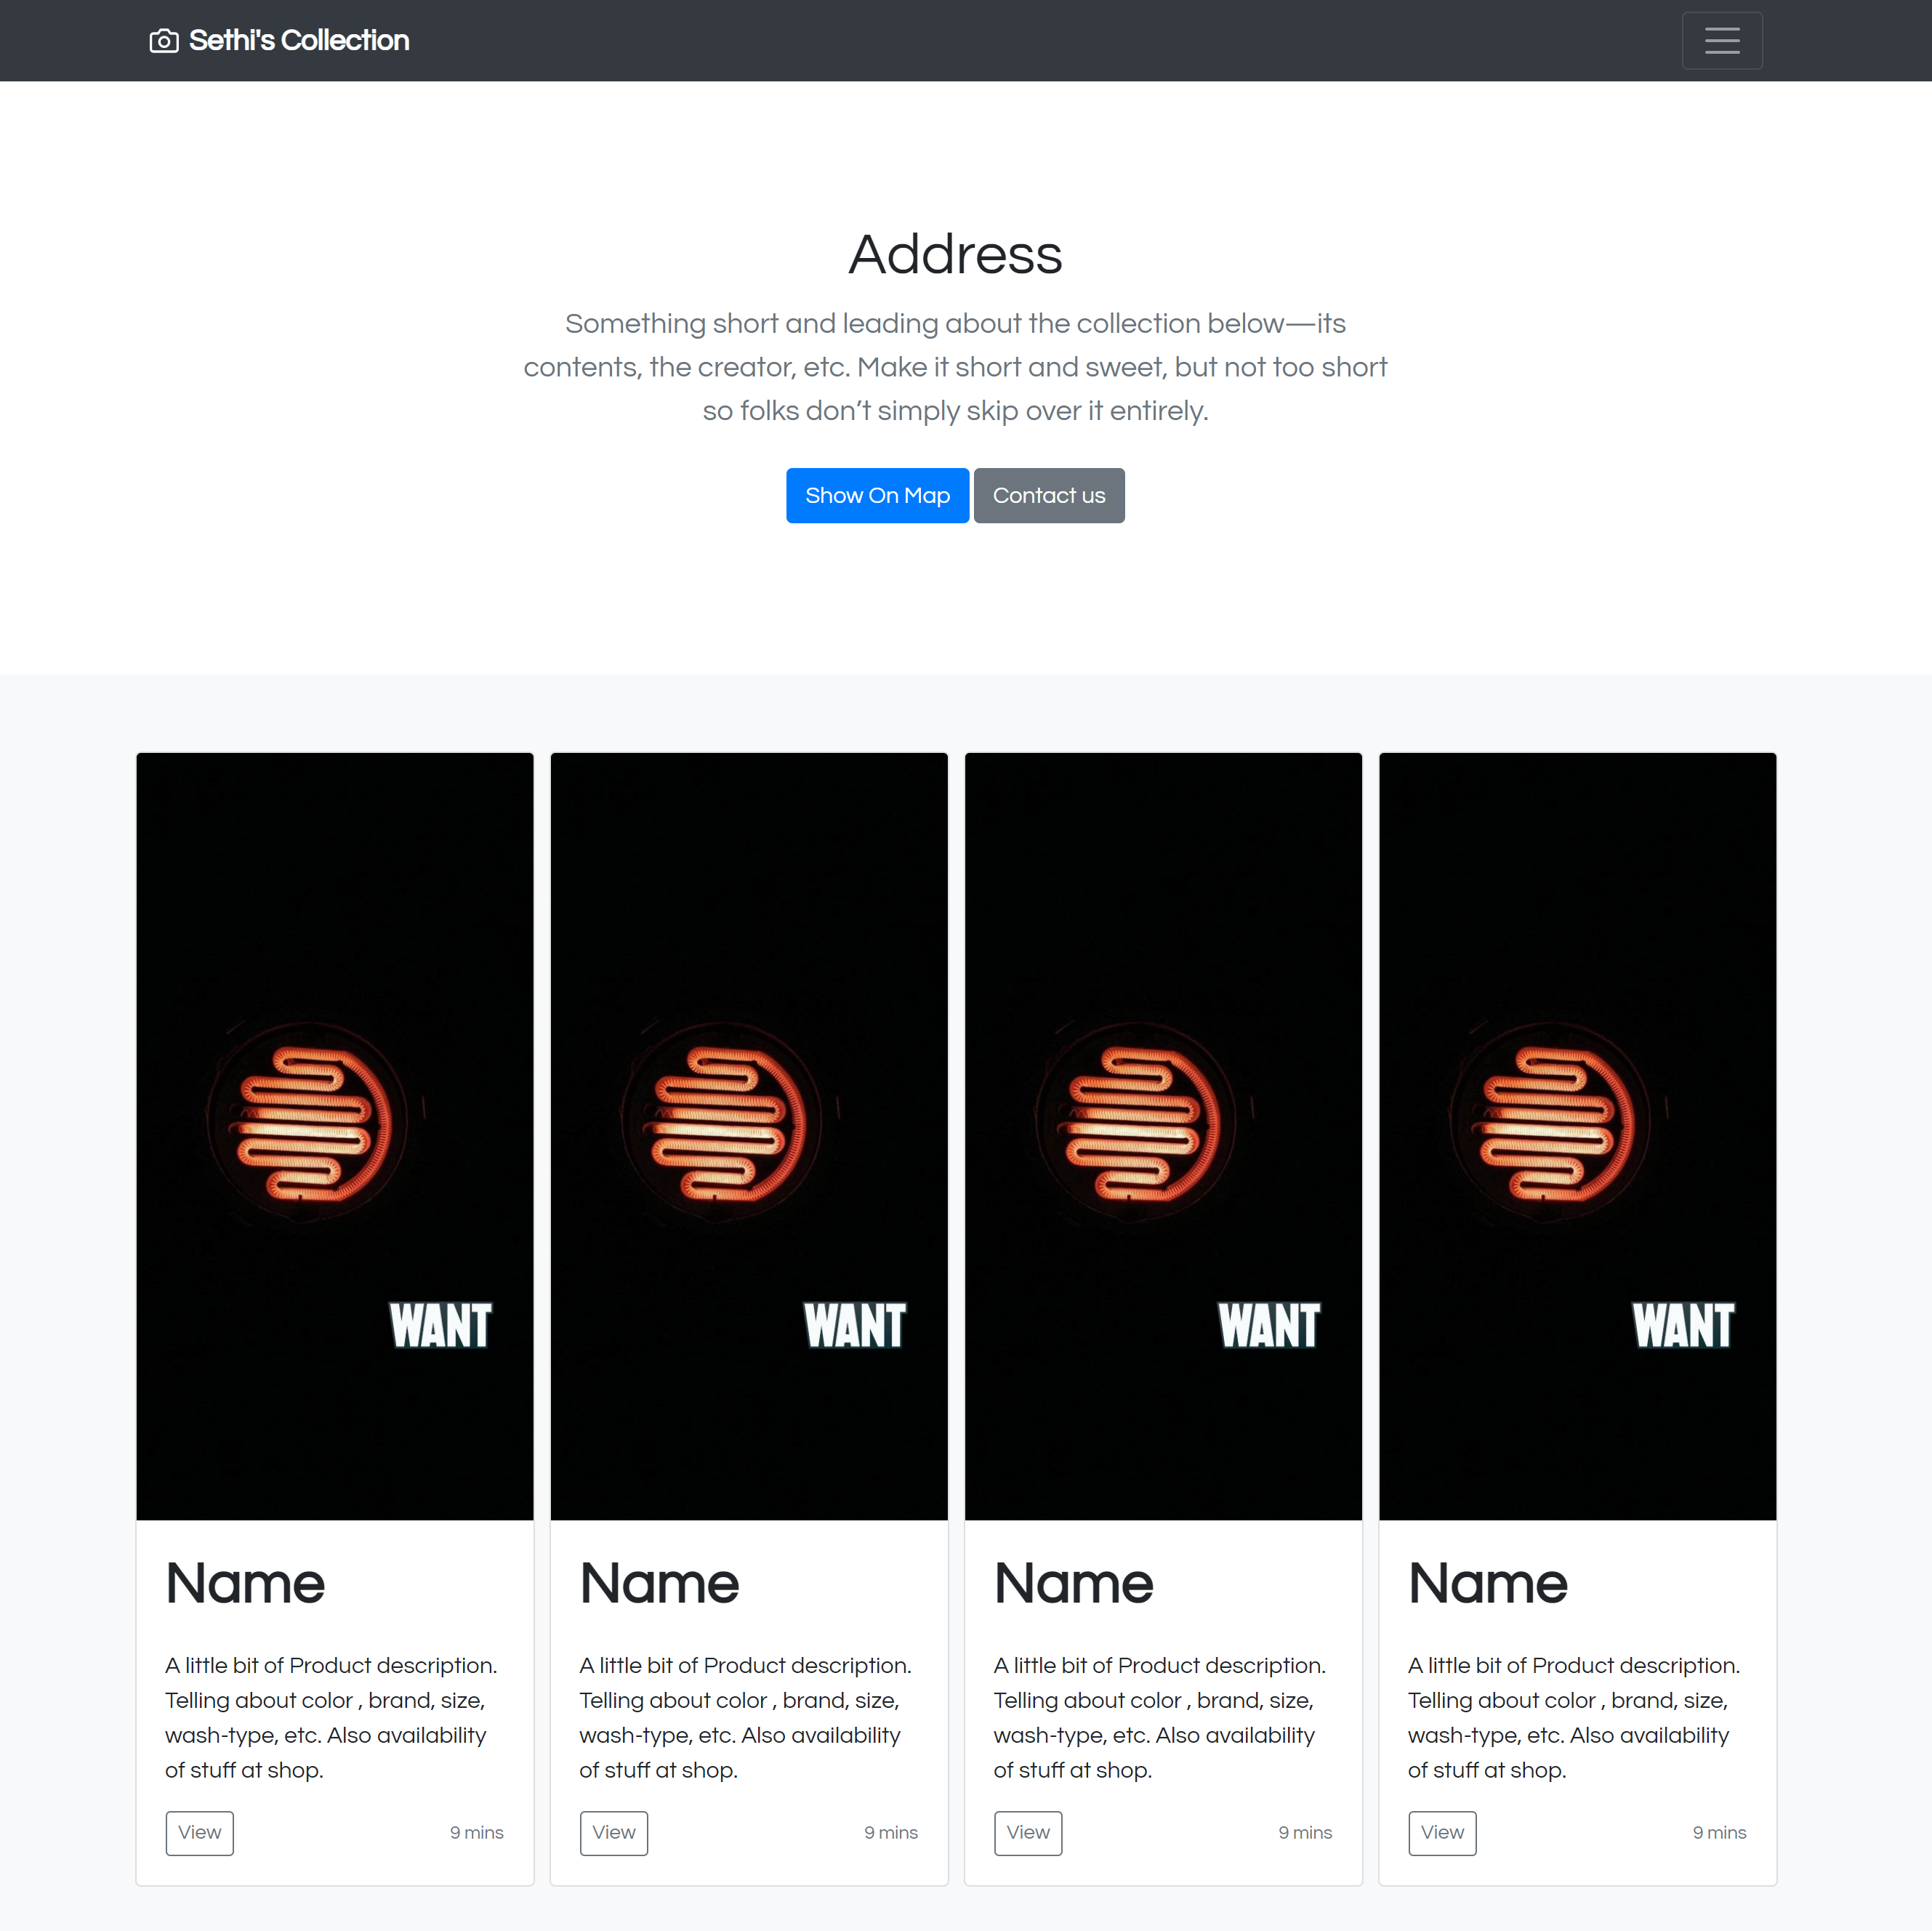 Sethi's Collection
Address
Something short and leading about the collection below—its
contents, the creator, etc. Make it short and sweet, but not too short
so folks don’t simply skip over it entirely.
Show On Map
Contact us
WANT
Name
A little bit of Product description.
Telling about color , brand, size,
wash-type, etc. Also availability
of stuff at shop.
View
9 mins
WANT
Name
A little bit of Product description.
Telling about color , brand, size,
wash-type, etc. Also availability
of stuff at shop.
View
9 mins
WANT
Name
A little bit of Product description.
Telling about color , brand, size,
wash-type, etc. Also availability
of stuff at shop.
View
9 mins
WANT
Name
A little bit of Product description.
Telling about color , brand, size,
wash-type, etc. Also availability
of stuff at shop.
View
9 mins